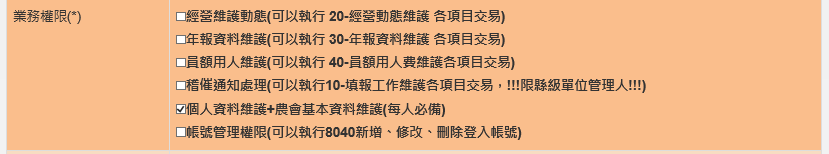 業務權限(*)
經營維護動態(可以執行 20-經營動態維護 各項目交易)
年報資料維護(可以執行 30-年報資料維護 各項目交易)
員額用人維護(可以執行 40-員額用人費維護各項目交易)
稽催通知處理(可以執行10-填報工作維護各項目交易，!!!限縣級單位管理人!!!)
個人資料維護+農會基本資料維護(每人必備)
帳號管理權限(可以執行8040新增、修改、刪除登入帳號)